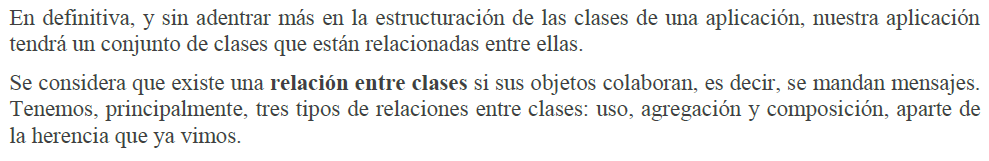 En definitiva, y sin adentrar más en la estructuración de las clases de una aplicación, nuestra aplicación
tendrá un conjunto de clases que están relacionadas entre ellas.
Se considera que existe una relación entre clases si sus objetos colaboran, es decir, se mandan mensajes.
Tenemos, principalmente, tres tipos de relaciones entre clases: uso, agregación y composición, aparte de
la herencia que ya vimos.